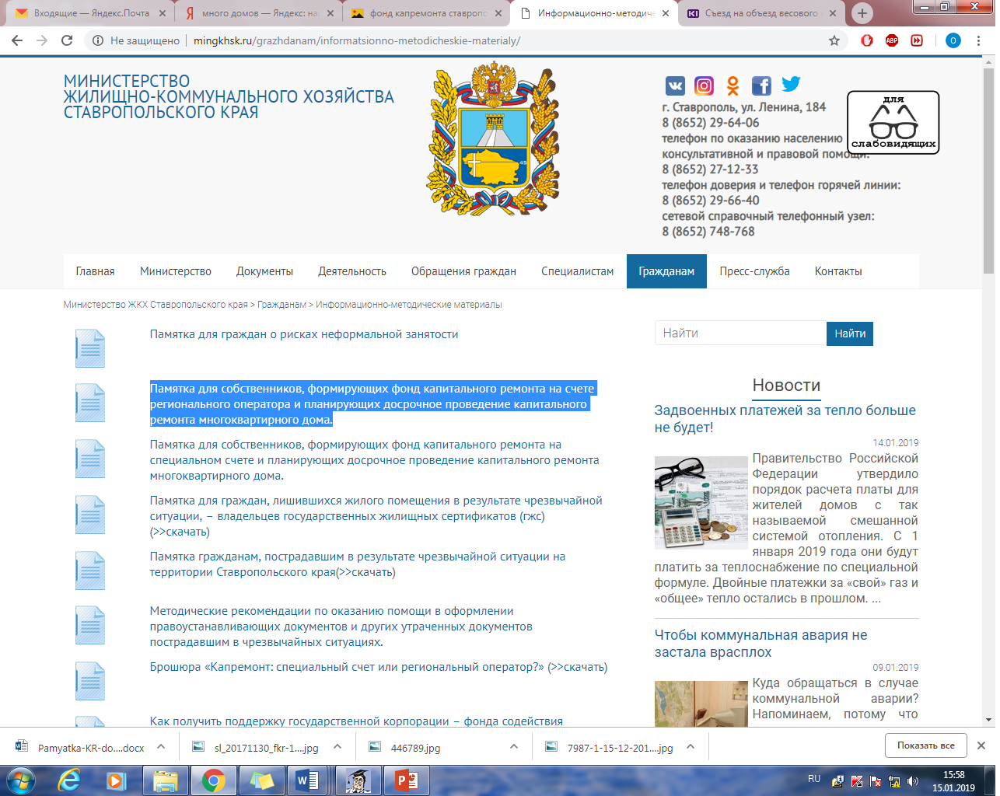 Входящие — Яндекс.Почта
много домов — Яндекс: на
фонд капремонта ставропо
Информационно-методиче
Съезд на объезд весового
Не защищено
mingkhsk.ru/grazhdanam/informatsionno-metodicheskie-materialy/
ABP
O
МИНИСТЕРСТВО
ЖИЛИЩНО-КОММУНАЛЬНОГО ХОЗЯЙСТВА
СТАВРОПОЛЬСКОГО КРАЯ
45
г. Ставрополь, ул. Ленина, 184
8 (8652) 29-64-06
телефон по оказанию населению
консультативной и правовой помощи:
8 (8652) 27-12-33
телефон доверия и телефон горячей линии:
8 (8652) 29-66-40
сетевой справочный телефонный узел:
8 (8652) 748-768
для
слабовидящих
Главная
Министерство
Документы
Деятельность
Обращения граждан
Специалистам
Гражданам
Пресс-служба
Контакты
Министерство ЖКХ Ставропольского края > Гражданам > Информационно-методические материалы
Памятка для граждан о рисках неформальной занятости
Памятка для собственников, формирующих фонд капитального ремонта на счете
регионального оператора и планирующих досрочное проведение капитального
ремонта многоквартирного дома.
Памятка для собственников, формирующих фонд капитального ремонта на
специальном счете и планирующих досрочное проведение капитального ремонта
многоквартирного дома.
Памятка для граждан, лишившихся жилого помещения в результате чрезвычайной
ситуации, – владельцев государственных жилищных сертификатов (гжс)
(>>скачать)
Памятка гражданам, пострадавшим в результате чрезвычайной ситуации на
территории Ставропольского края(>>скачать)
Методические рекомендации по оказанию помощи в оформлении
правоустанавливающих документов и других утраченных документов
пострадавшим в чрезвычайных ситуациях.
Брошюра «Капремонт: специальный счет или региональный оператор?» (>>скачать)
Как получить поддержку государственной корпорации – фонда содействия
Найти
Найти
Новости
Задвоенных платежей за тепло больше
не будет!
14.01.2019
Правительство Российской
Федерации утвердило
порядок расчета платы для
жителей домов с так
называемой смешанной
системой отопления. С 1
января 2019 года они будут
платить за теплоснабжение по специальной
формуле. Двойные платежки за «свой» газ и
«общее» тепло остались в прошлом. ...
Чтобы коммунальная авария не
застала врасплох
09.01.2019
Куда обращаться в случае
коммунальной аварии?
Напоминаем, потому что
Pamyatka-KR-do....docx
sl_20171130_fkr-1....jpg
446789.jpg
7987-1-15-12-201....jpg
Показать все
RU
15:58
15.01.2019